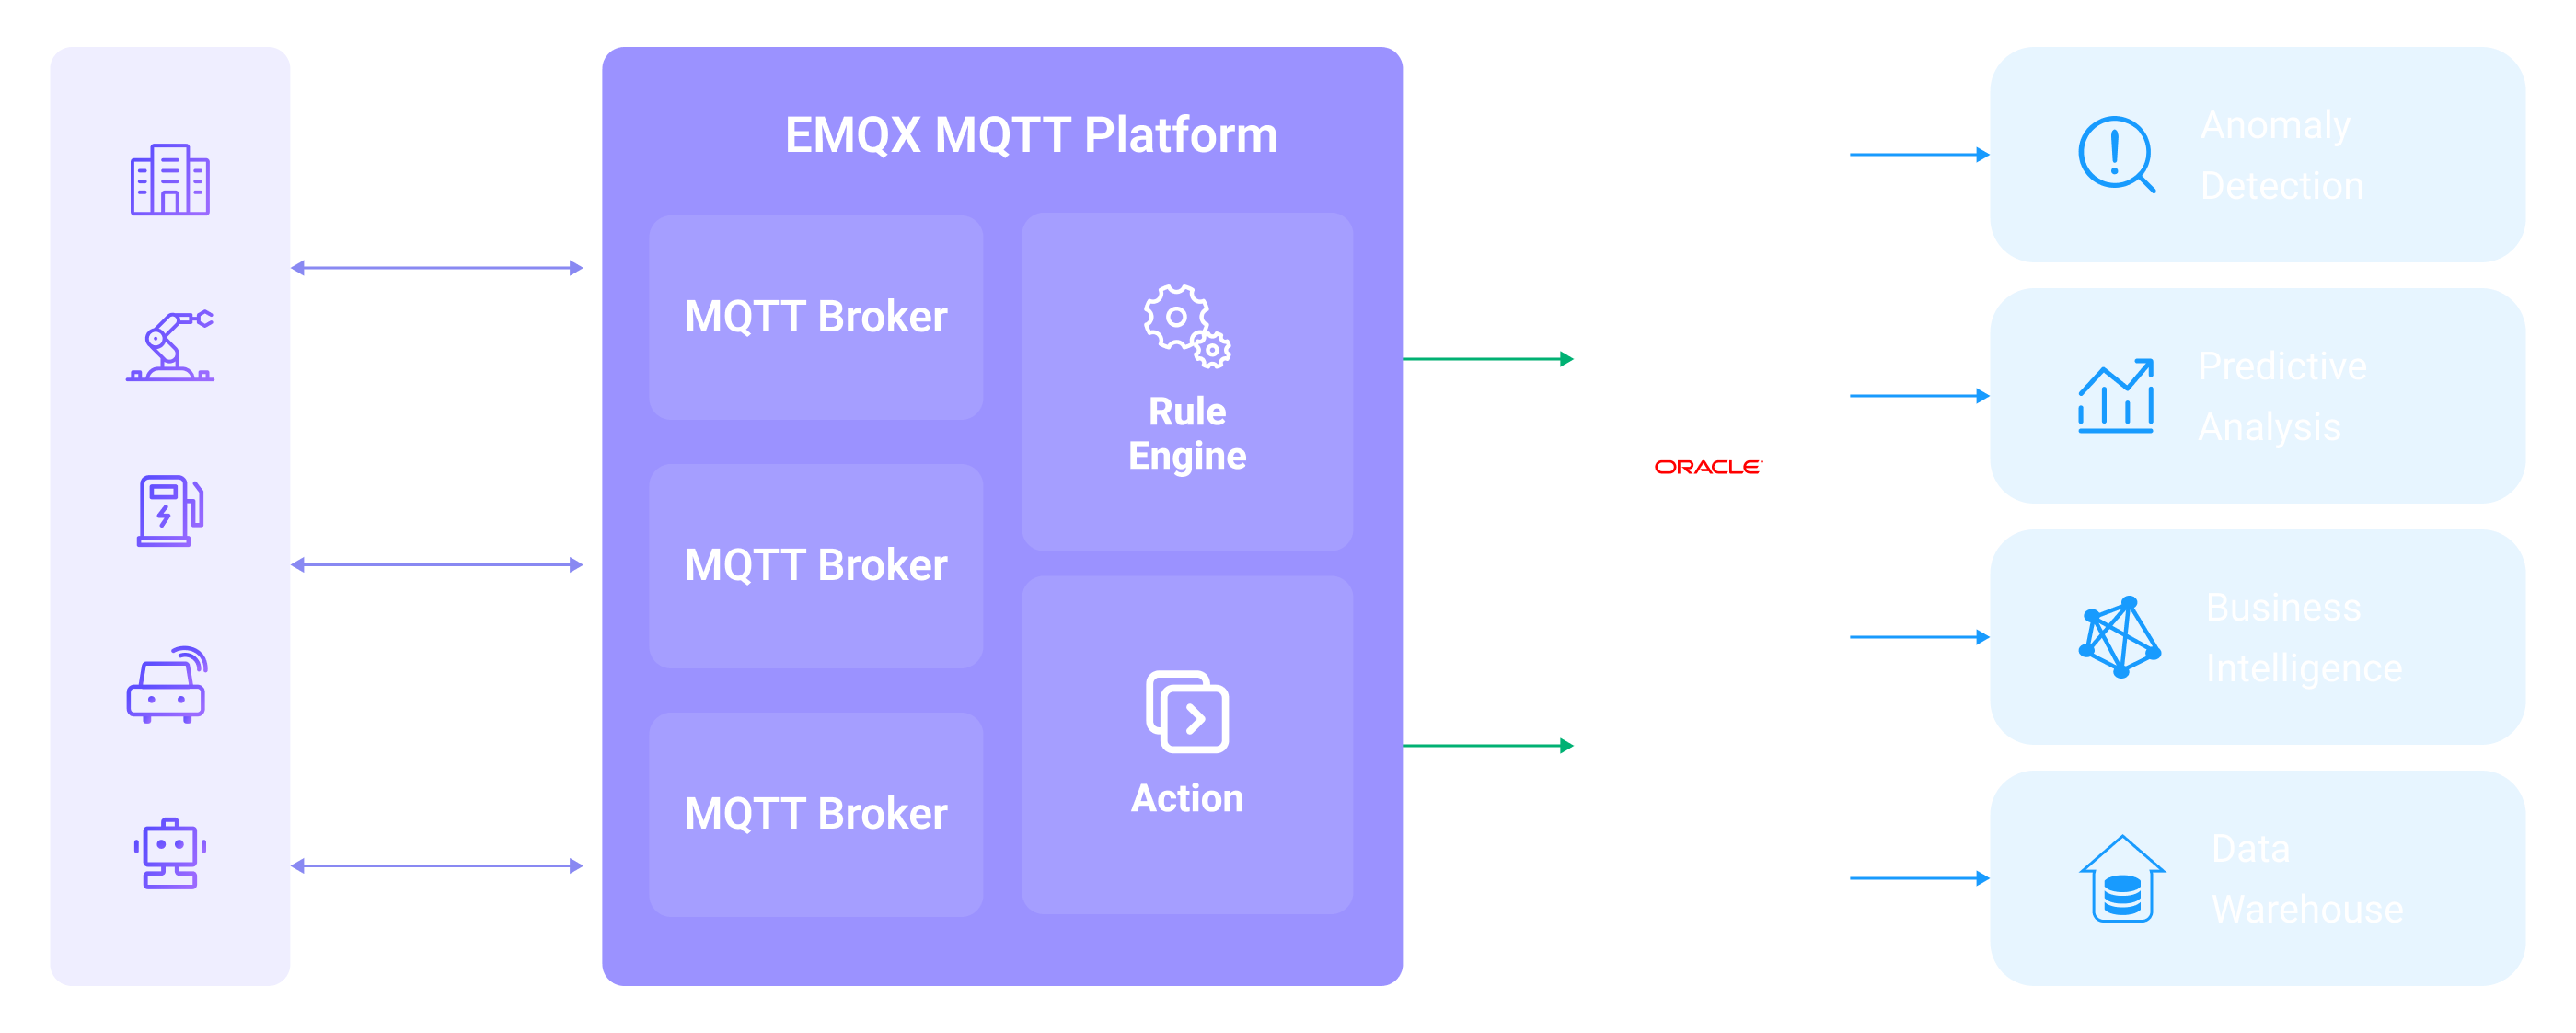 EMQX MQTT Platform
MQTT Broker
MQTT Broker
MQTT Broker
Rule
Engine
Action
ORACLE
Anomaly
Detection
Predictive
Analysis
Business
Intelligence
Data
Warehouse